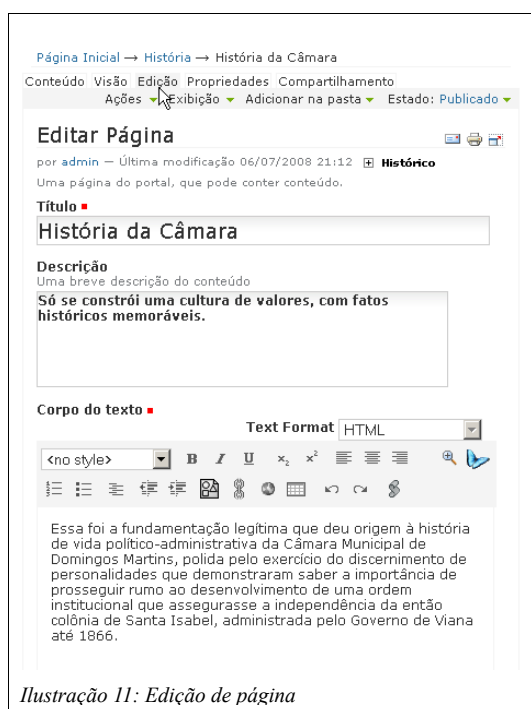 Página Inicial → História → História da Câmara
Conteúdo Visão Edição Propriedades Compartilhamento
Ações Exibição Adicionar na pasta Estado: Publicado
Editar Página
por admin — Última modificação 06/07/2008 21:12 Histórico
Uma página do portal, que pode conter conteúdo.
Título
História da Câmara
Descrição
Uma breve descrição do conteúdo
Só se constrói uma cultura de valores, com fatos
históricos memoráveis.
Corpo do texto
Text Format HTML
<no style> B I U x₂ x²
Essa foi a fundamentação legítima que deu origem à história
de vida político-administrativa da Câmara Municipal de
Domingos Martins, polida pelo exercício do discernimento de
personalidades que demonstraram saber a importância de
prosseguir rumo ao desenvolvimento de uma ordem
institucional que assegurasse a independência da então
colônia de Santa Isabel, administrada pelo Governo de Viana
até 1866.
Ilustração 11: Edição de página